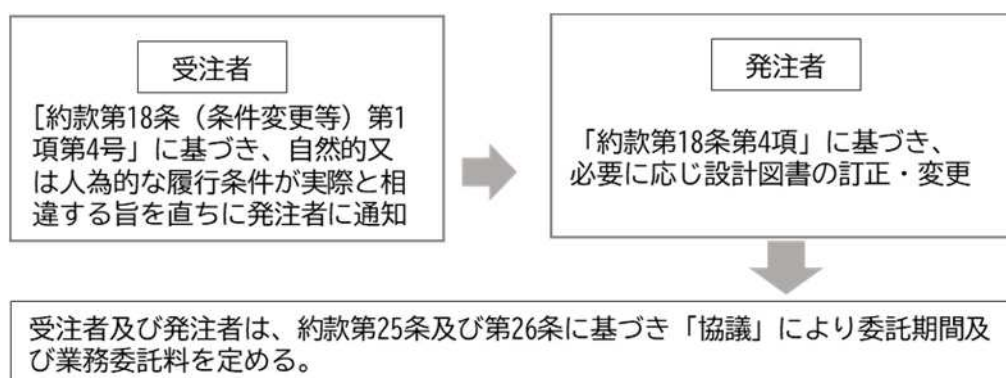 受注者
[約款第18条（条件変更等）第1
項第4号」に基づき、自然的又
は人為的な履行条件が実際と相
違する旨を直ちに発注者に通知
発注者
「約款第18条第4項」に基づき、
必要に応じ設計図書の訂正・変更
受注者及び発注者は、約款第25条及び第26条に基づき「協議」により委託期間及
び業務委託料を定める。